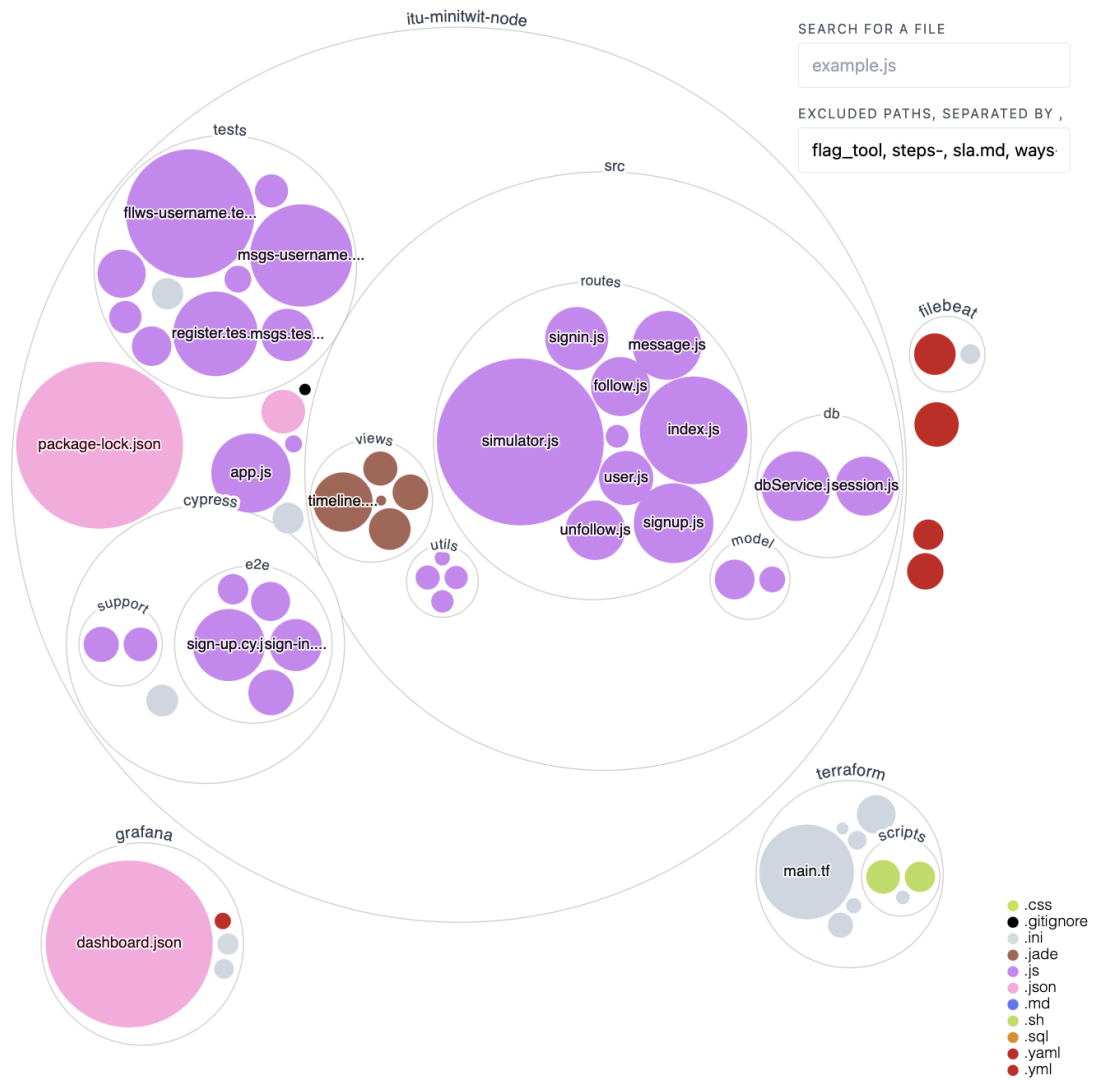 itu-minitwit-node
SEARCH FOR A FILE
example.js
EXCLUDED PATHS, SEPARATED BY ,
flag_tool, steps-, sla.md, ways-
tests
fllws-username.te...
msgs-username....
register.tes...
msgs.tes...
src
routes
signin.js
message.js
follow.js
simulator.js
index.js
user.js
unfollow.js
signup.js
db
dbService.js
session.js
filebeat
package-lock.json
app.js
views
timeline....
utils
model
cypress
support
e2e
sign-up.cy.j
sign-in....
grafana
dashboard.json
terraform
scripts
main.tf
.css
.gitignore
.ini
.jade
.js
.json
.md
.sh
.sql
.yaml
.yml